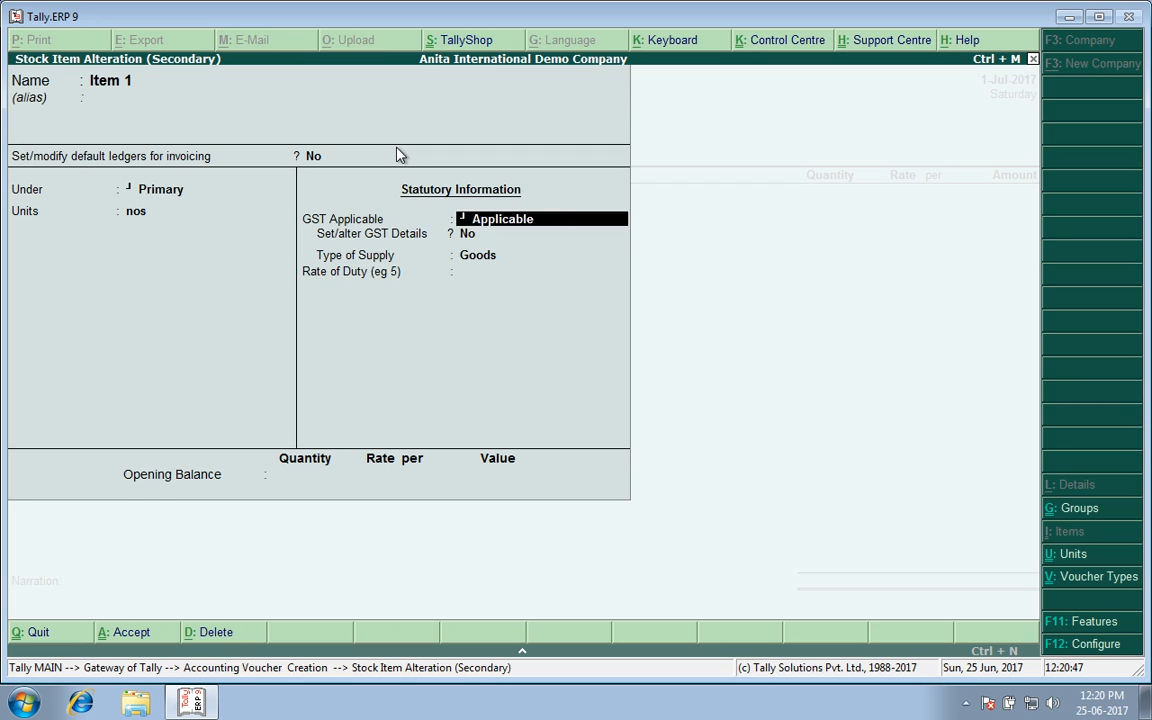 Tally.ERP 9
P: Print E: Export M: E-Mail O: Upload S: TallyShop G: Language K: Keyboard K: Control Centre H: Support Centre H: Help F3: Company
Stock Item Alteration (Secondary) Anita International Demo Company Ctrl + M
F3: New Company
Name : Item 1
1-Jul-2017
(alias) :
Saturday
Set/modify default ledgers for invoicing ? No
Quantity Rate per Amount
Under : Primary
Statutory Information
Units : nos
GST Applicable : Applicable
Set/alter GST Details ? No
Type of Supply : Goods
Rate of Duty (eg 5) :
Quantity Rate per Value
Opening Balance :
L: Details
G: Groups
I: Items
U: Units
V: Voucher Types
Narration:
F11: Features
Q: Quit A: Accept D: Delete
F12: Configure
Ctrl + N
Tally MAIN --> Gateway of Tally --> Accounting Voucher Creation --> Stock Item Alteration (Secondary) (c) Tally Solutions Pvt. Ltd., 1988-2017 Sun, 25 Jun, 2017 12:20:47
Tally
ERP 9
12:20 PM
25-06-2017